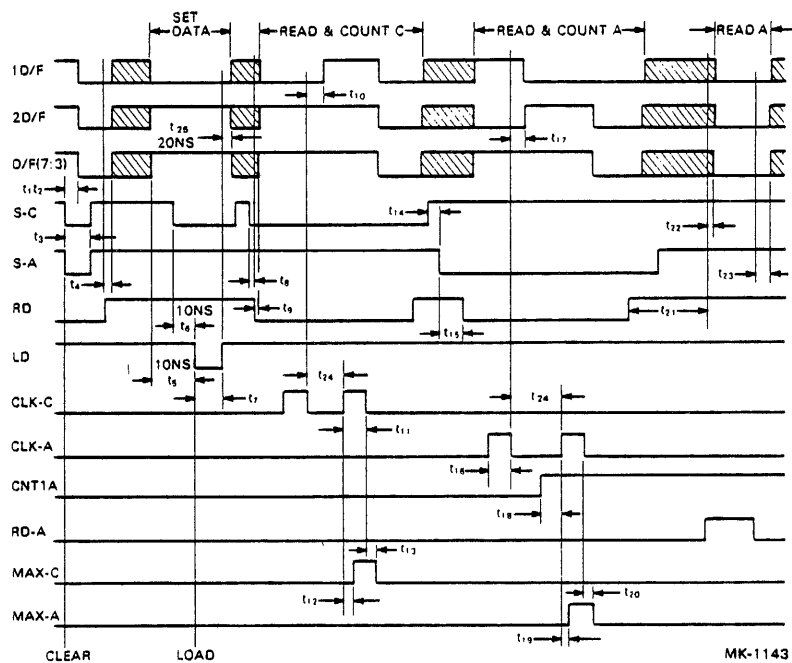 SET
DATA
READ & COUNT C
READ & COUNT A
READ A
1D/F
t10
2D/F
t25
20NS
t17
D/F(7:3)
t1t2
S-C
t14
t22
t3
S-A
t8
t23
t4
RD
10NS
t6
t9
t15
t21
LD
10NS
t5
t7
t24
t24
CLK-C
t11
CLK-A
t16
CNT1A
t18
RD-A
t13
MAX-C
t12
t20
MAX-A
t19
CLEAR
LOAD
MK-1143